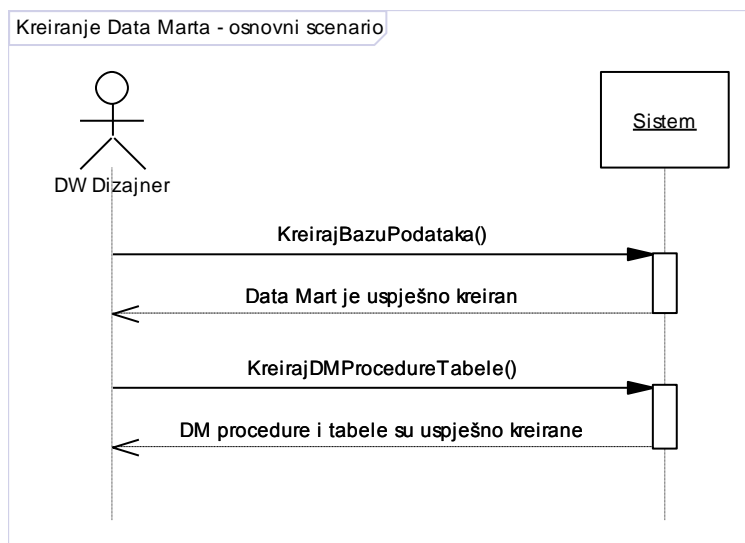 Kreiranje Data Marta - osnovni scenario
Sistem
DW Dizajner
KreirajBazuPodataka()
Data Mart je uspješno kreiran
KreirajDMProcedureTabele()
DM procedure i tabele su uspješno kreirane